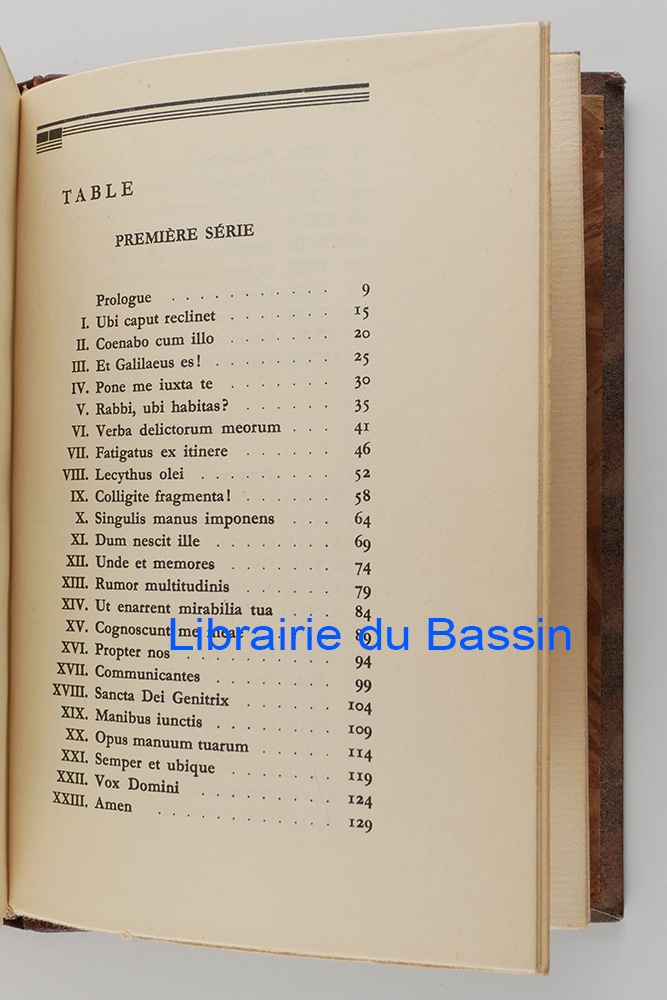 TABLE
PREMIÈRE SÉRIE
Prologue . . . . . . . . . . . 9
I. Ubi caput reclinet . . . . . . . 15
II. Coenabo cum illo . . . . . . . 20
III. Et Galilaeus es! . . . . . . . . 25
IV. Pone me iuxta te . . . . . . . 30
V. Rabbi, ubi habitas? . . . . . . 35
VI. Verba delictorum meorum . . . 41
VII. Fatigatus ex itinere . . . . . . 46
VIII. Lecythus olei . . . . . . . . . 52
IX. Colligite fragmenta! . . . . . . 58
X. Singulis manus imponens . . . 64
XI. Dum nescit ille . . . . . . . . 69
XII. Unde et memores . . . . . . . 74
XIII. Rumor multitudinis . . . . . . 79
XIV. Ut enarrent mirabilia tua . . . . 84
XV. Cognoscunt me meae . . . . . 89
Librairie du Bassin
XVI. Propter nos . . . . . . . . . 94
XVII. Communicantes . . . . . . . 99
XVIII. Sancta Dei Genitrix . . . . . . 104
XIX. Manibus iunctis . . . . . . . . 109
XX. Opus manuum tuarum . . . . . 114
XXI. Semper et ubique . . . . . . . 119
XXII. Vox Domini . . . . . . . . . 124
XXIII. Amen . . . . . . . . . . . 129